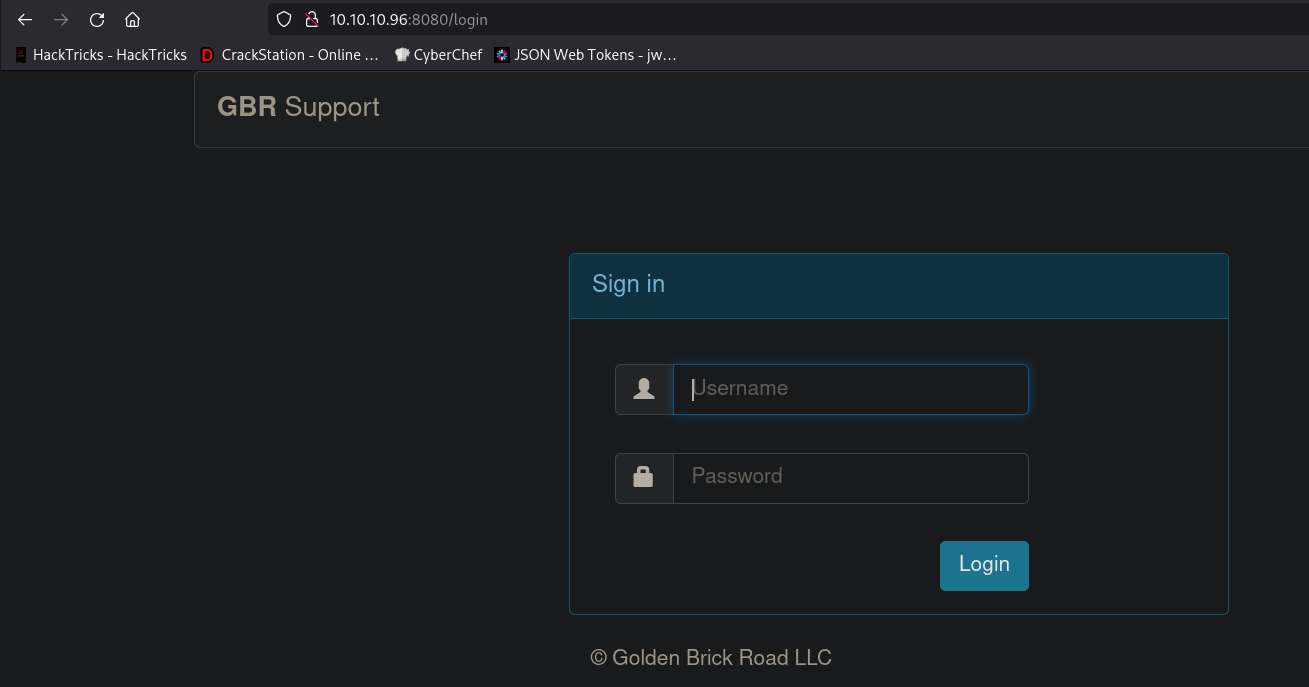 10.10.10.96:8080/login
HackTricks - HackTricks CrackStation - Online ... CyberChef JSON Web Tokens - jw...
GBR Support
Sign in
Username
Password
Login
© Golden Brick Road LLC